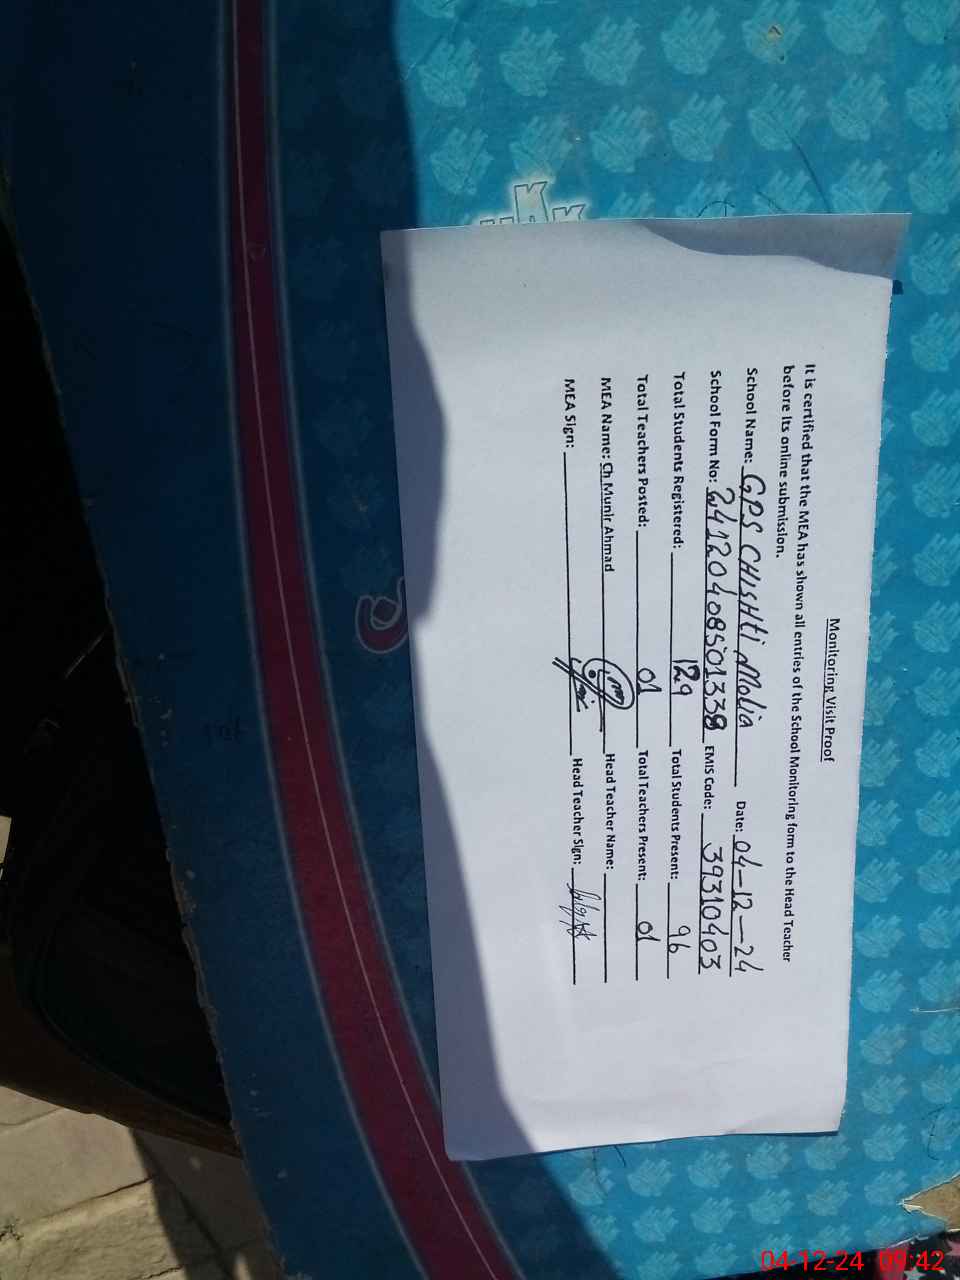 Monitoring Visit Proof
It is certified that the MEA has shown all entries of the School Monitoring form to the Head Teacher
before its online submission.
School Name: GPS CHISHTI MOLIA Date: 04-12-24
School Form No: 24120408501338 EMIS Code: 39310403
Total Students Registered: 129 Total Students Present: 96
Total Teachers Posted: 01 Total Teachers Present: 01
MEA Name: Ch Munir Ahmad Head Teacher Name:
MEA Sign: Head Teacher Sign:
04-12-24 09:42